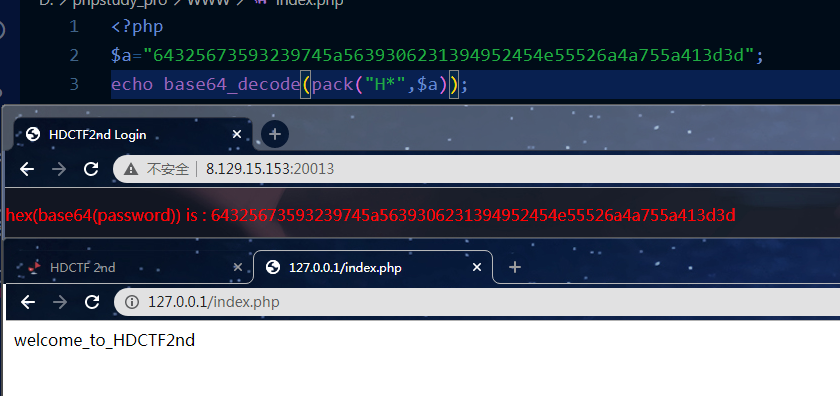 D: > phpstudy_pro > WWW > index.php
1 <?php
2 $a="64325673593239745a5639306231394952454e55526a4a755a413d3d";
3 echo base64_decode(pack("H*",$a));
HDCTF2nd Login
不安全 | 8.129.15.153:20013
hex(base64(password)) is : 64325673593239745a5639306231394952454e55526a4a755a413d3d
HDCTF 2nd
127.0.0.1/index.php
127.0.0.1/index.php
welcome_to_HDCTF2nd